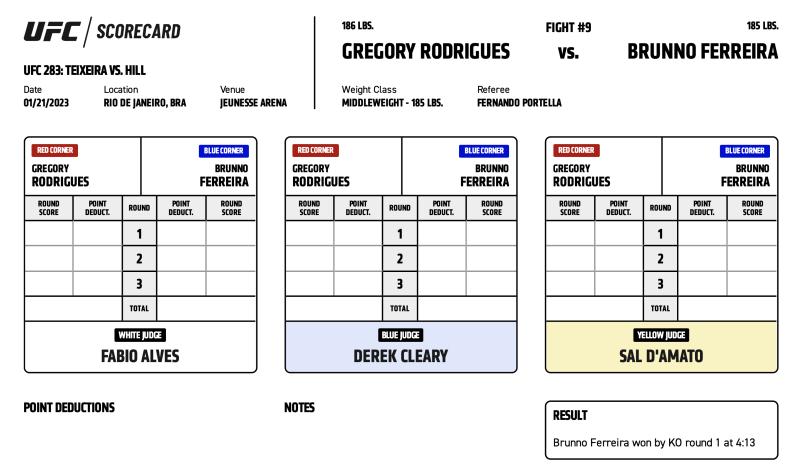 UFC / SCORECARD
UFC 283: TEIXEIRA VS. HILL
Date Location Venue
01/21/2023 RIO DE JANEIRO, BRA JEUNESSE ARENA
186 LBS. FIGHT #9 185 LBS.
GREGORY RODRIGUES vs. BRUNNO FERREIRA
Weight Class Referee
MIDDLEWEIGHT - 185 LBS. FERNANDO PORTELLA
RED CORNER BLUE CORNER
GREGORY BRUNNO
RODRIGUES FERREIRA
ROUND POINT ROUND POINT ROUND
SCORE DEDUCT. DEDUCT. SCORE
1
2
3
TOTAL
WHITE JUDGE
FABIO ALVES
RED CORNER BLUE CORNER
GREGORY BRUNNO
RODRIGUES FERREIRA
ROUND POINT ROUND POINT ROUND
SCORE DEDUCT. DEDUCT. SCORE
1
2
3
TOTAL
BLUE JUDGE
DEREK CLEARY
RED CORNER BLUE CORNER
GREGORY BRUNNO
RODRIGUES FERREIRA
ROUND POINT ROUND POINT ROUND
SCORE DEDUCT. DEDUCT. SCORE
1
2
3
TOTAL
YELLOW JUDGE
SAL D'AMATO
POINT DEDUCTIONS
NOTES
RESULT
Brunno Ferreira won by KO round 1 at 4:13